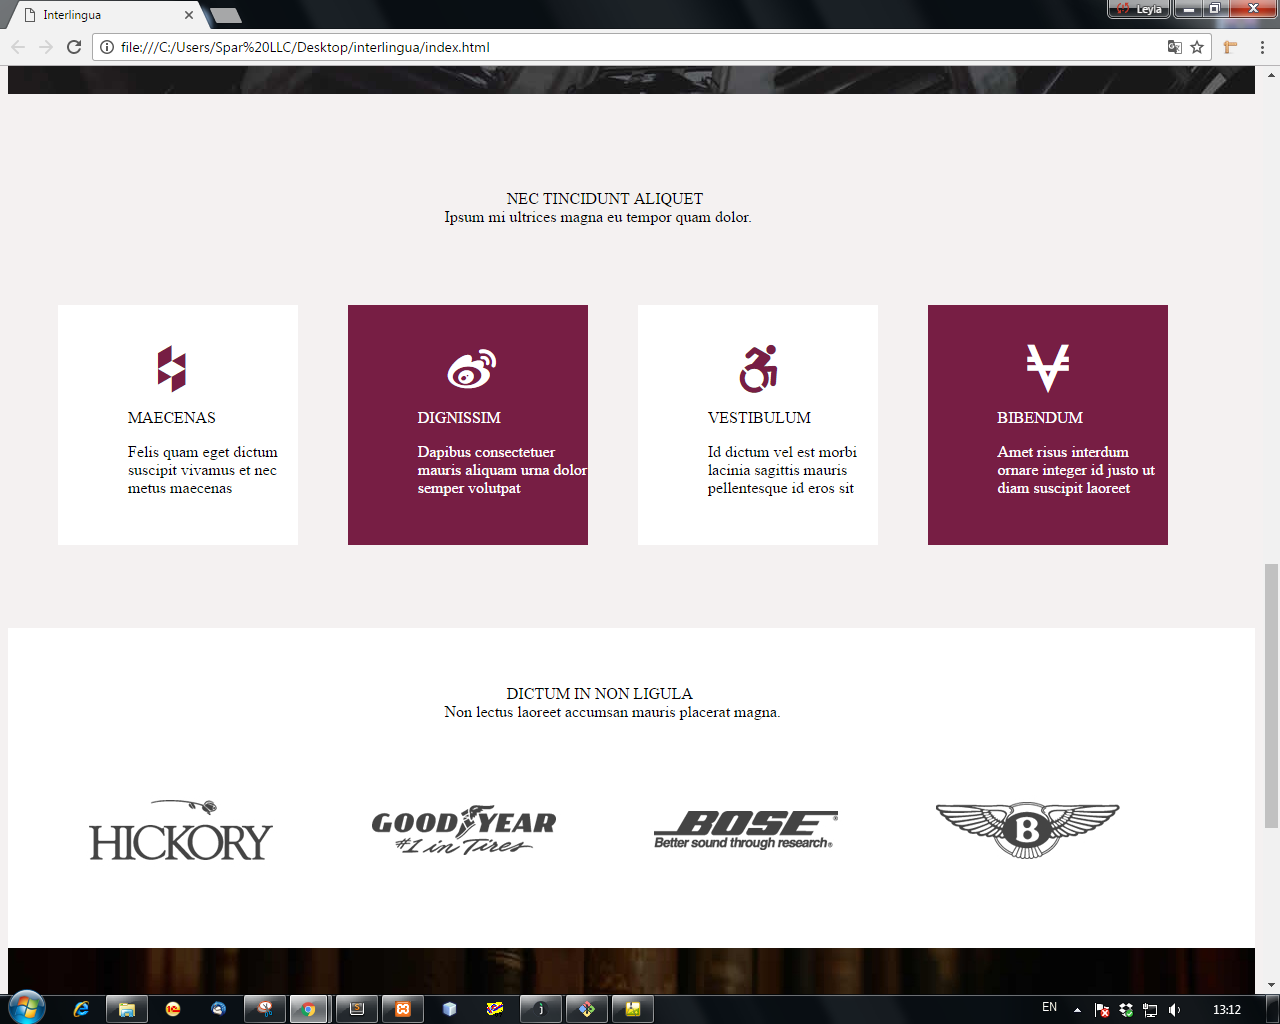 Interlingua
Leyla
file:///C:/Users/Spar%20LLC/Desktop/interlingua/index.html
NEC TINCIDUNT ALIQUET
Ipsum mi ultrices magna eu tempor quam dolor.
MAECENAS
Felis quam eget dictum
suscipit vivamus et nec
metus maecenas
DIGNISSIM
Dapibus consectetuer
mauris aliquam urna dolor
semper volutpat
VESTIBULUM
Id dictum vel est morbi
lacinia sagittis mauris
pellentesque id eros sit
BIBENDUM
Amet risus interdum
ornare integer id justo ut
diam suscipit laoreet
DICTUM IN NON LIGULA
Non lectus laoreet accumsan mauris placerat magna.
HICKORY
GOODYEAR
#1 in Tires
BOSE®
Better sound through research®
B
EN
13:12